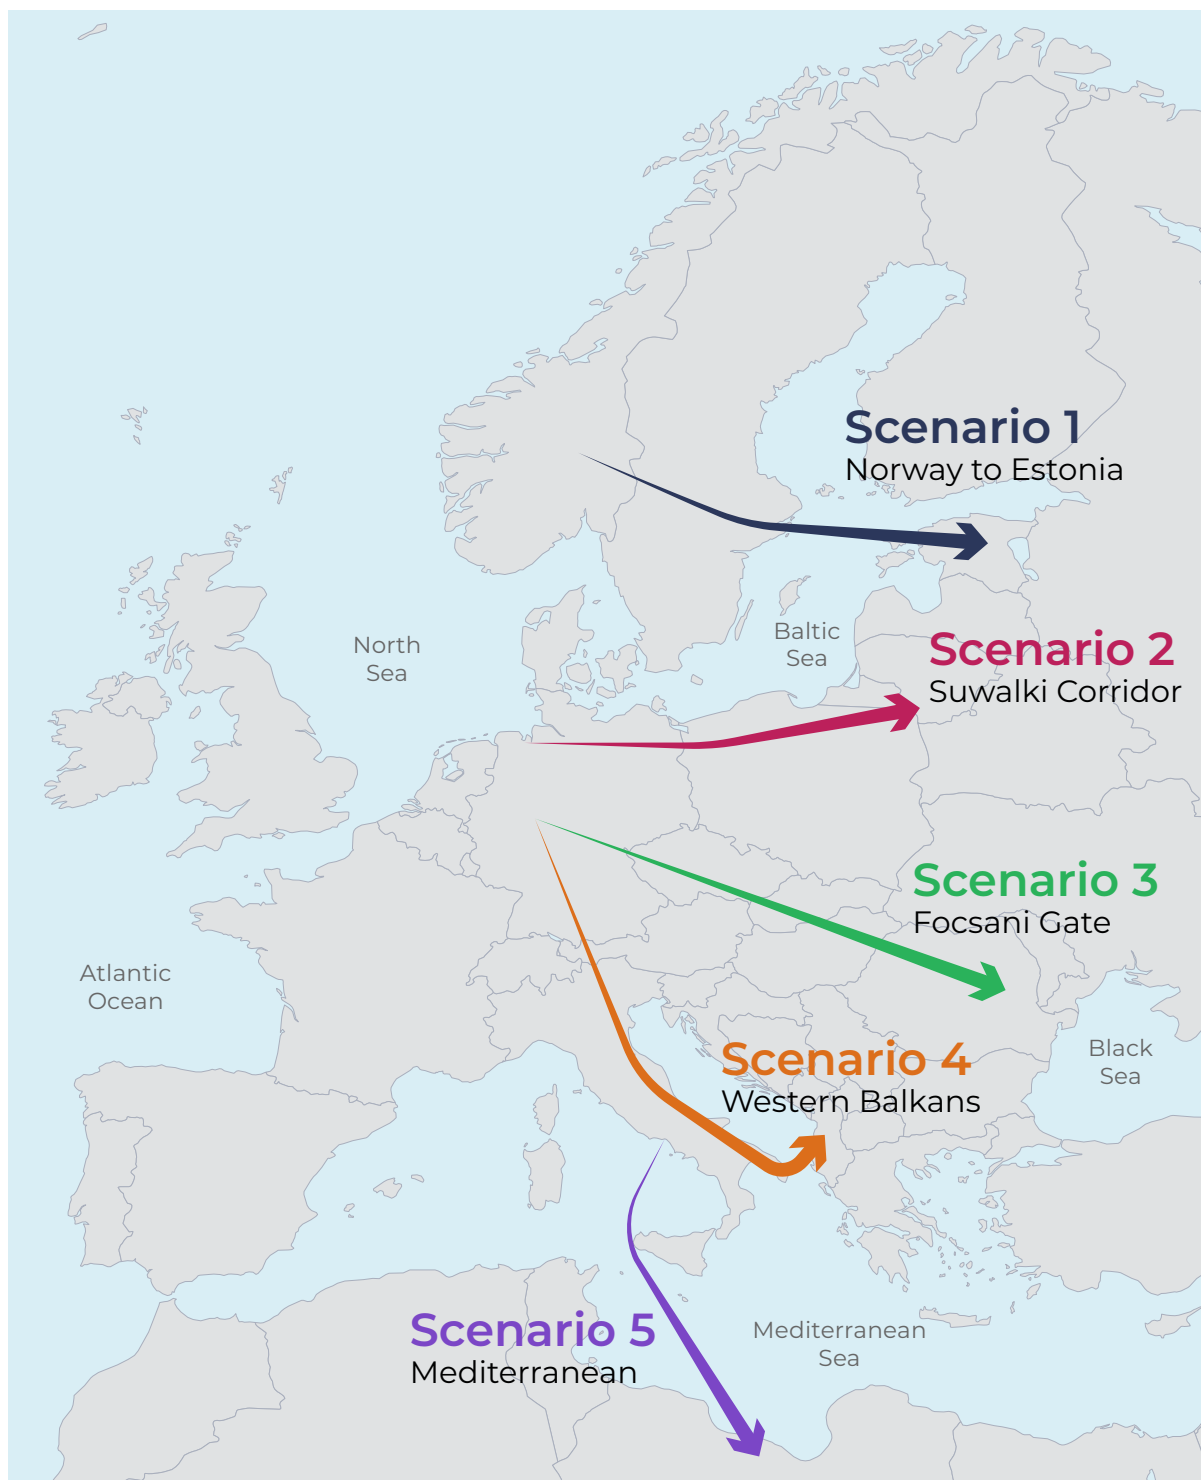 Scenario 1
Norway to Estonia
North
Sea
Baltic
Sea
Scenario 2
Suwalki Corridor
Scenario 3
Focsani Gate
Atlantic
Ocean
Scenario 4
Western Balkans
Black
Sea
Scenario 5
Mediterranean
Mediterranean
Sea